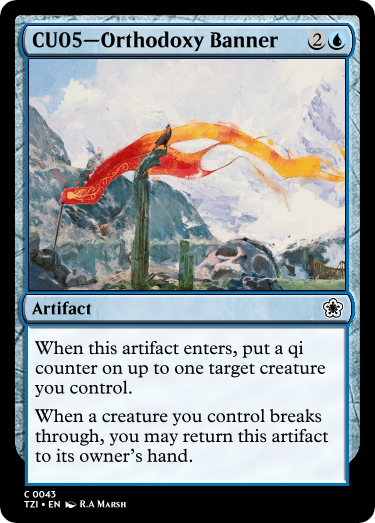 CU05—Orthodoxy Banner 2
Artifact
When this artifact enters, put a qi
counter on up to one target creature
you control.
When a creature you control breaks
through, you may return this artifact
to its owner's hand.
C 0043
TZI • EN R.A Marsh